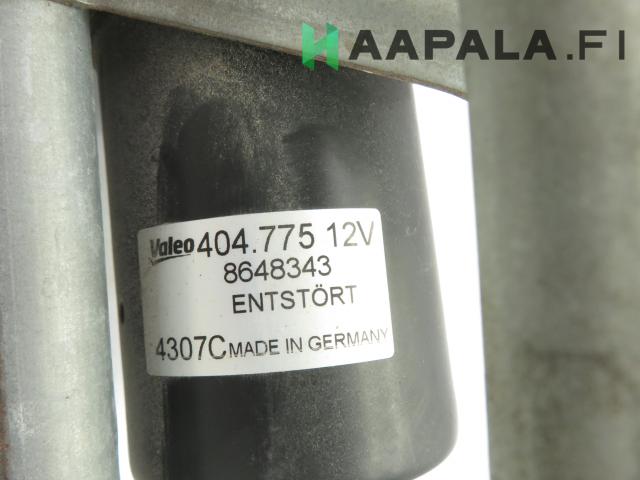 HAAPALA.FI
Valeo 404.775 12V
8648343
ENTSTÖRT
4307C MADE IN GERMANY